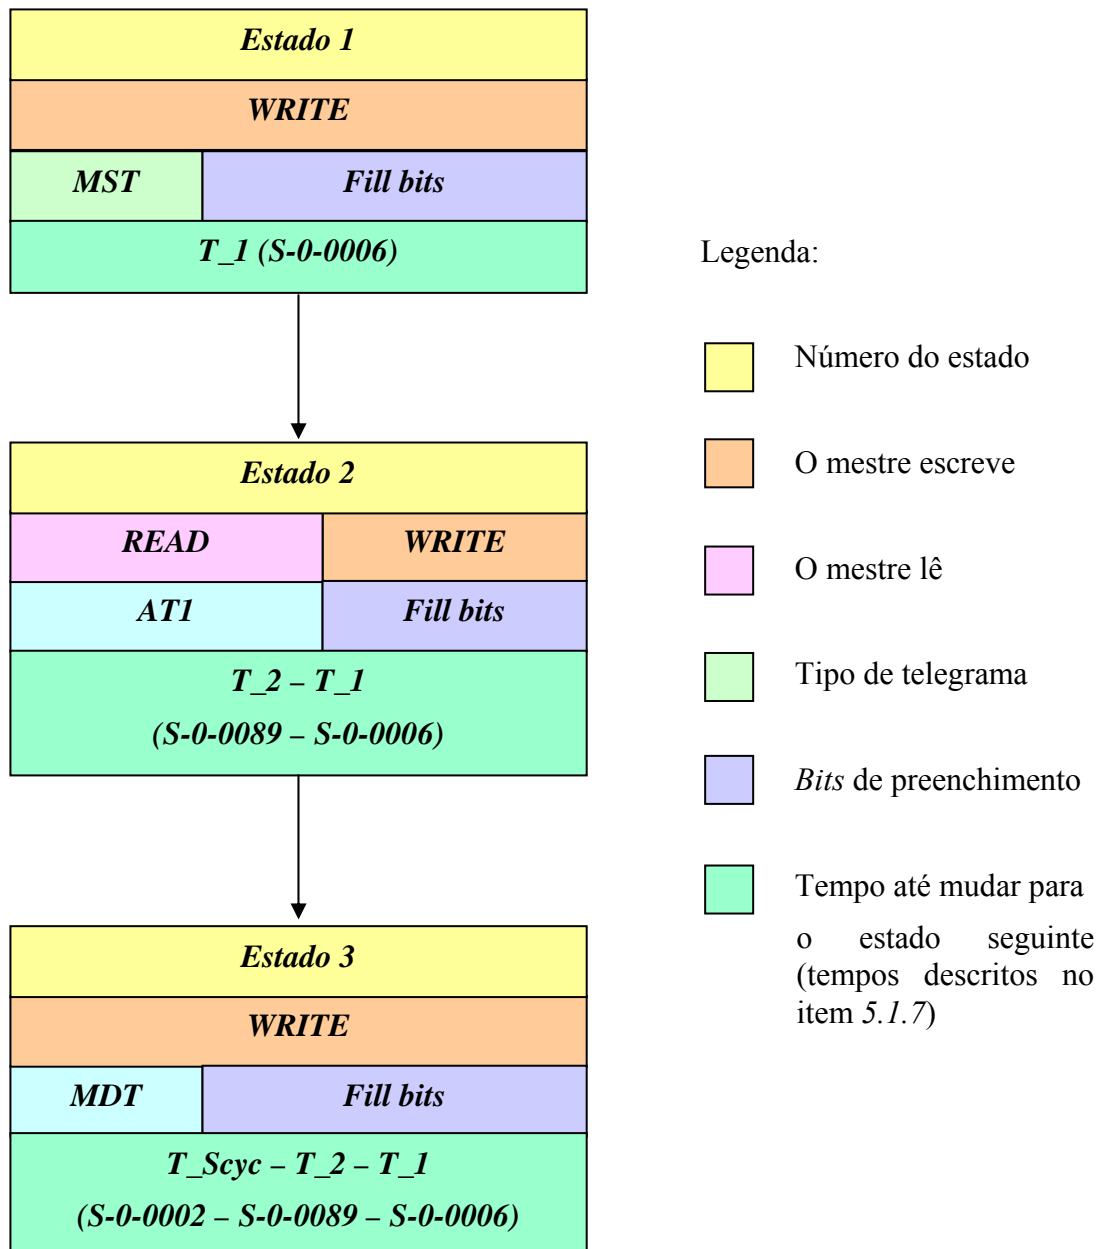 Estado 1
WRITE
MST Fill bits
T_1 (S-0-0006)
Estado 2
READ WRITE
AT1 Fill bits
T_2 – T_1
(S-0-0089 – S-0-0006)
Estado 3
WRITE
MDT Fill bits
T_Scyc – T_2 – T_1
(S-0-0002 – S-0-0089 – S-0-0006)
Legenda:
Número do estado
O mestre escreve
O mestre lê
Tipo de telegrama
Bits de preenchimento
Tempo até mudar para
o estado seguinte
(tempos descritos no
item 5.1.7)